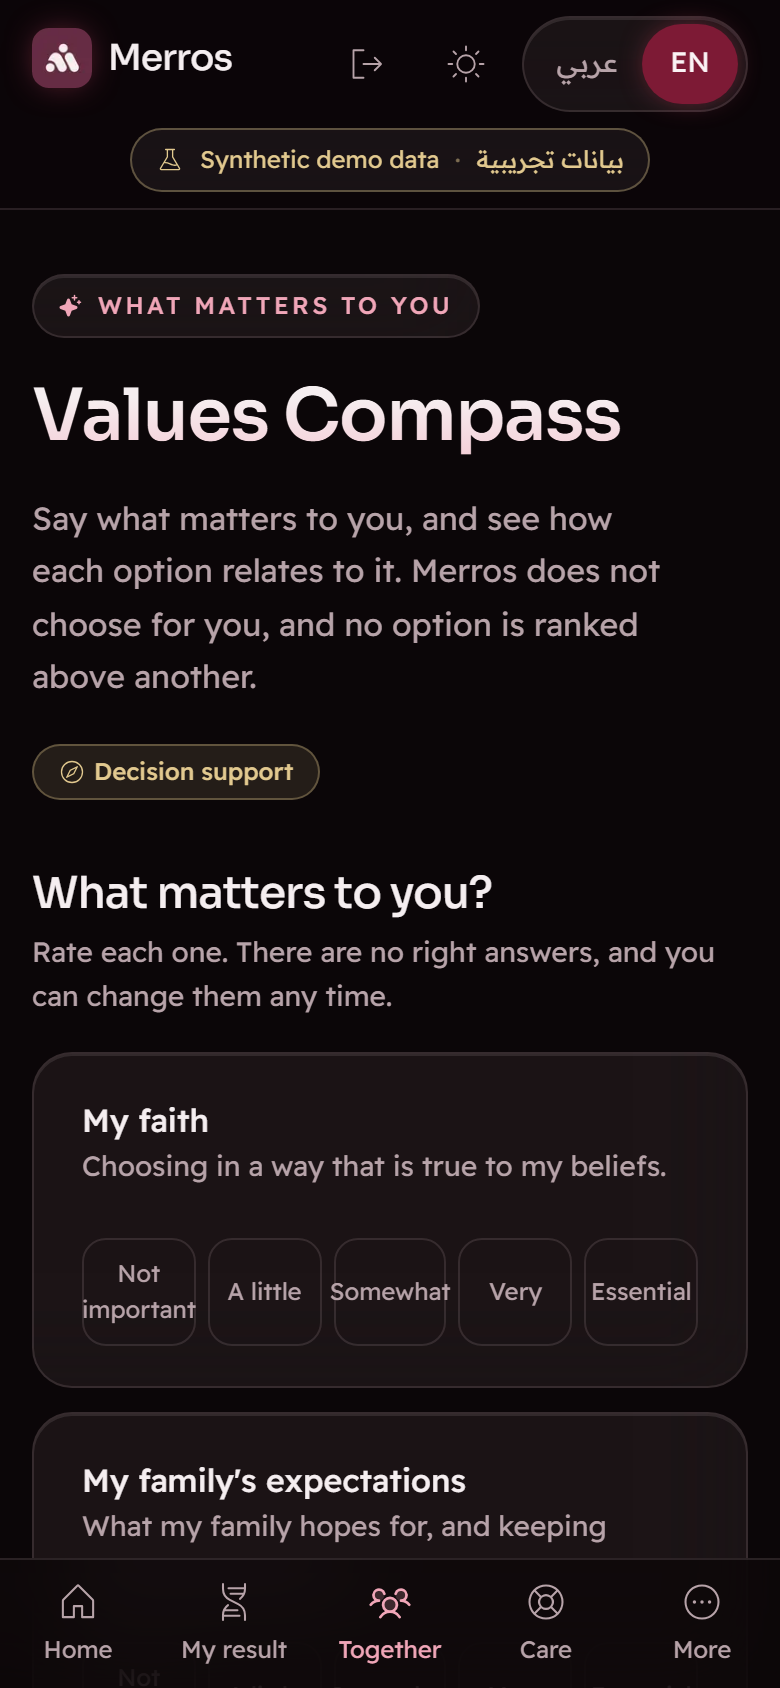 Merros
عربي
EN
Synthetic demo data · بيانات تجريبية
WHAT MATTERS TO YOU
Values Compass
Say what matters to you, and see how
each option relates to it. Merros does not
choose for you, and no option is ranked
above another.
Decision support
What matters to you?
Rate each one. There are no right answers, and you
can change them any time.
My faith
Choosing in a way that is true to my beliefs.
Not
important
A little
Somewhat
Very
Essential
My family's expectations
What my family hopes for, and keeping
Not
Home
My result
Together
Care
More